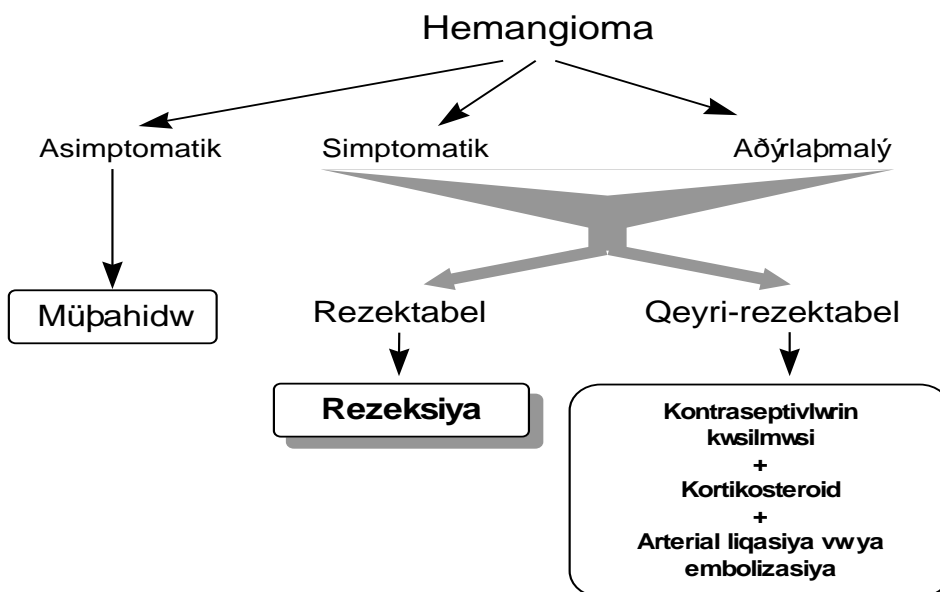 Hemangioma
Asimptomatik
Simptomatik
Aðýrlaþmalý
Müþahidw
Rezektabel
Qeyri-rezektabel
Rezeksiya
Kontraseptivlwrin
kwsilmwsi
+
Kortikosteroid
+
Arterial liqasiya vwya
embolizasiya